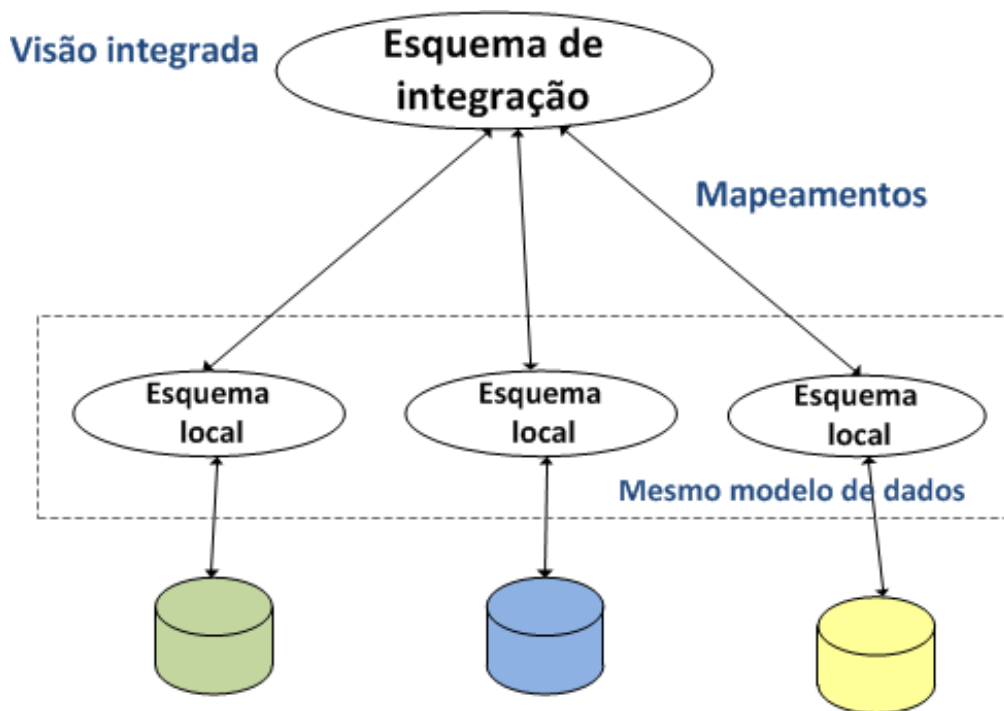 Visão integrada
Esquema de
integração
Mapeamentos
Esquema
local
Esquema
local
Esquema
local
Mesmo modelo de dados